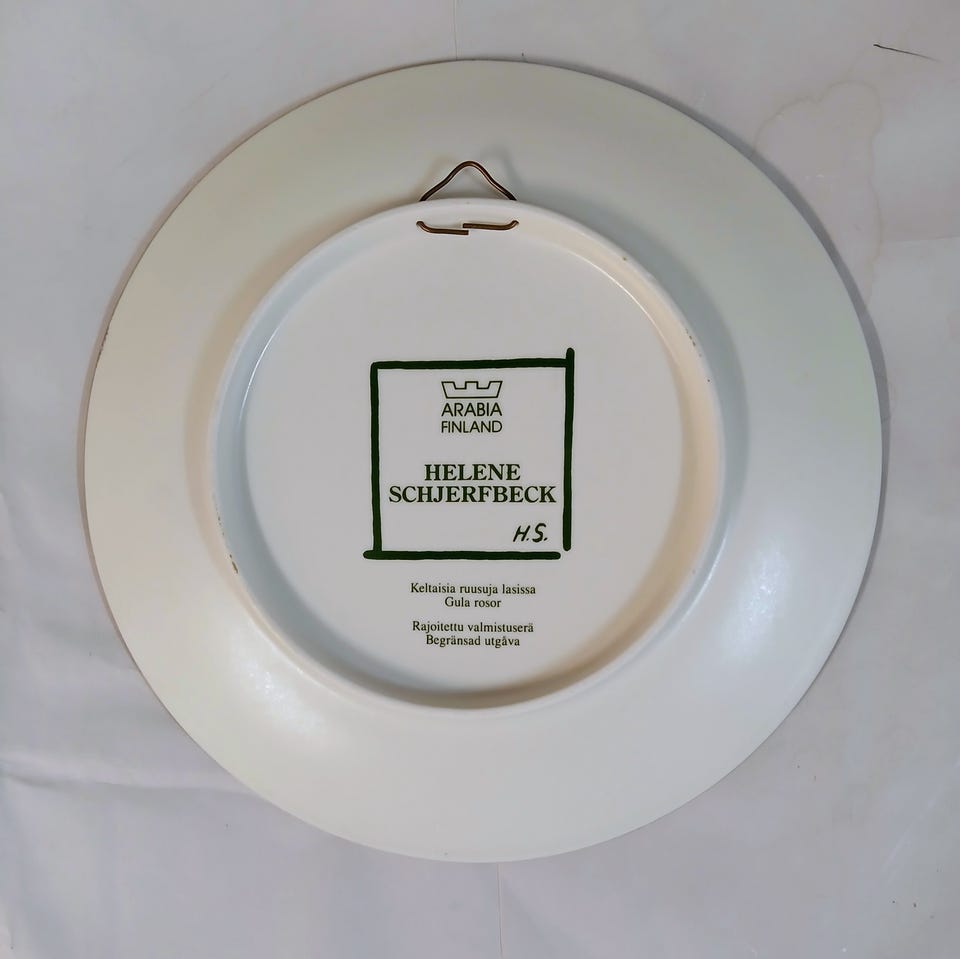 ARABIA
FINLAND
HELENE
SCHJERFBECK
H.S.
Keltaisia ruusuja lasissa
Gula rosor
Rajoitettu valmistuserä
Begränsad utgåva